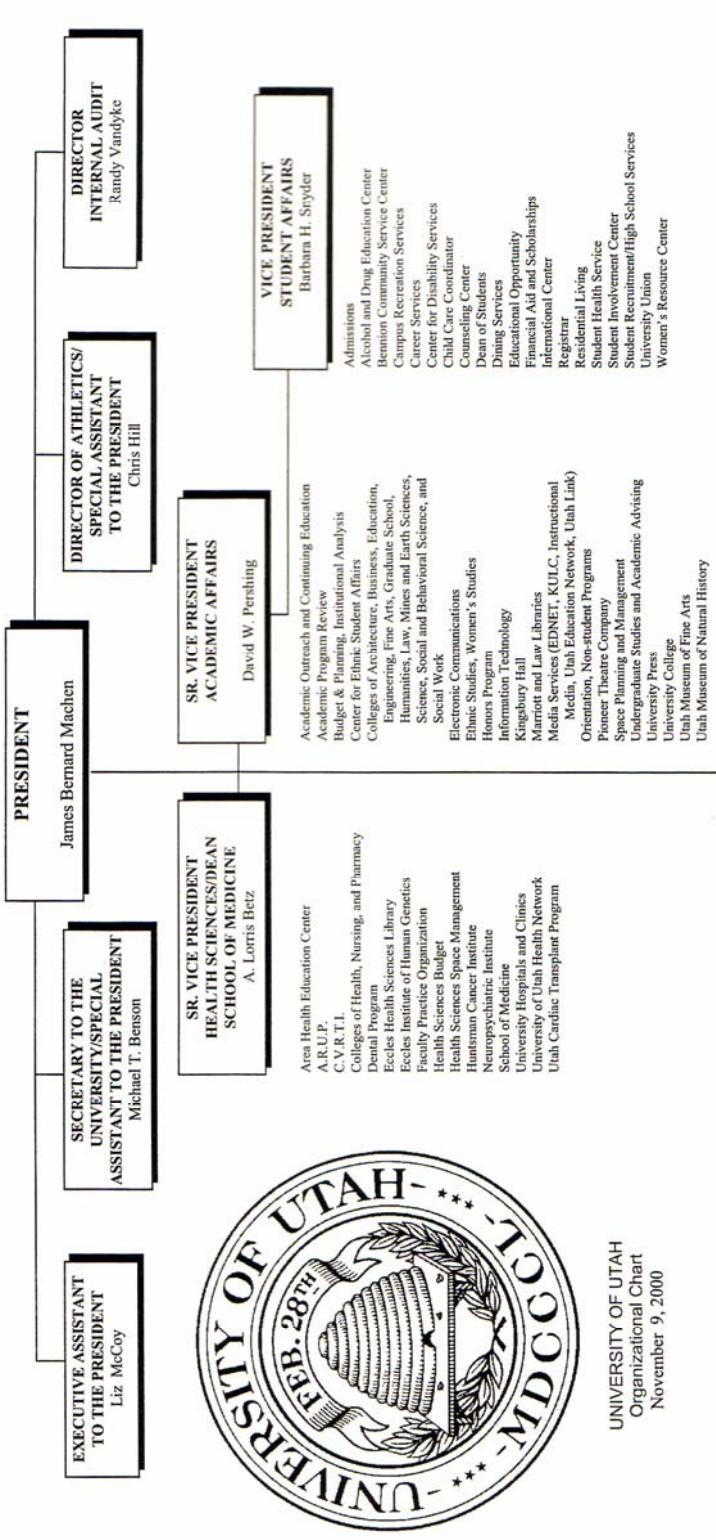 PRESIDENT
James Bernard Machen
EXECUTIVE ASSISTANT
TO THE PRESIDENT
Liz McCoy
SECRETARY TO THE
UNIVERSITY/SPECIAL
ASSISTANT TO THE PRESIDENT
Michael T. Benson
DIRECTOR OF ATHLETICS/
SPECIAL ASSISTANT
TO THE PRESIDENT
Chris Hill
DIRECTOR
INTERNAL AUDIT
Randy Vandyke
SR. VICE PRESIDENT
HEALTH SCIENCES/DEAN
SCHOOL OF MEDICINE
A. Lorris Betz
Area Health Education Center
A.R.U.P.
C.V.R.T.I.
Colleges of Health, Nursing, and Pharmacy
Dental Program
Eccles Health Sciences Library
Eccles Institute of Human Genetics
Faculty Practice Organization
Health Sciences Budget
Health Sciences Space Management
Huntsman Cancer Institute
Neuropsychiatric Institute
School of Medicine
University Hospitals and Clinics
University of Utah Health Network
Utah Cardiac Transplant Program
SR. VICE PRESIDENT
ACADEMIC AFFAIRS
David W. Pershing
Academic Outreach and Continuing Education
Academic Program Review
Budget & Planning, Institutional Analysis
Center for Ethnic Student Affairs
Colleges of Architecture, Business, Education,
Engineering, Fine Arts, Graduate School,
Humanities, Law, Mines and Earth Sciences,
Science, Social and Behavioral Science, and
Social Work
Electronic Communications
Ethnic Studies, Women's Studies
Honors Program
Information Technology
Kingsbury Hall
Marriott and Law Libraries
Media Services (EDNET, KULC, Instructional
Media, Utah Education Network, Utah Link)
Orientation, Non-student Programs
Pioneer Theatre Company
Space Planning and Management
Undergraduate Studies and Academic Advising
University Press
University College
Utah Museum of Fine Arts
Utah Museum of Natural History
VICE PRESIDENT
STUDENT AFFAIRS
Barbara H. Snyder
Admissions
Alcohol and Drug Education Center
Bennion Community Service Center
Campus Recreation Services
Career Services
Center for Disability Services
Child Care Coordinator
Counseling Center
Dean of Students
Dining Services
Educational Opportunity
Financial Aid and Scholarships
International Center
Registrar
Residential Living
Student Health Service
Student Involvement Center
Student Recruitment/High School Services
University Union
Women's Resource Center
UNIVERSITY OF UTAH
MDCCCL
FEB. 28TH
UNIVERSITY OF UTAH
Organizational Chart
November 9, 2000